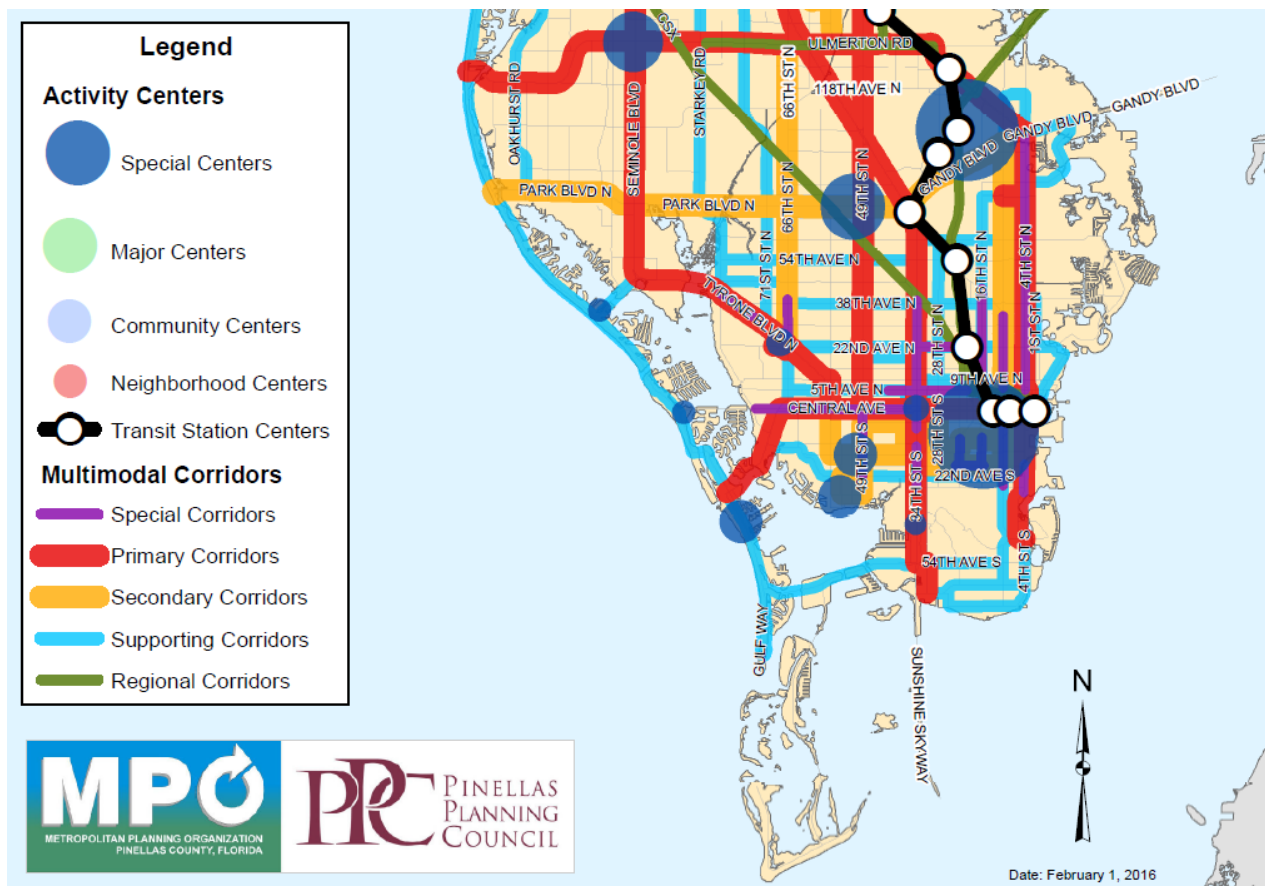 Legend
Activity Centers
Special Centers
Major Centers
Community Centers
Neighborhood Centers
Transit Station Centers
Multimodal Corridors
Special Corridors
Primary Corridors
Secondary Corridors
Supporting Corridors
Regional Corridors
MPO
METROPOLITAN PLANNING ORGANIZATION
PINELLAS COUNTY, FLORIDA
PPC
PINELLAS
PLANNING
COUNCIL
CSX
ULMERTON RD
OAKHURST RD
STARKEY RD
66TH ST N
118TH AVE N
SEMINOLE BLVD
GANDY BLVD
GANDY BLVD
GANDY BLVD
49TH ST N
PARK BLVD N
PARK BLVD N
66TH ST N
71ST ST N
54TH AVE N
16TH ST N
4TH ST N
38TH AVE N
1ST ST N
TYRONE BLVD N
22ND AVE N
28TH ST N
9TH AVE N
5TH AVE N
CENTRAL AVE
28TH ST S
49TH ST S
34TH ST S
22ND AVE S
54TH AVE S
4TH ST S
GULF WAY
SUNSHINE SKYWAY
N
Date: February 1, 2016